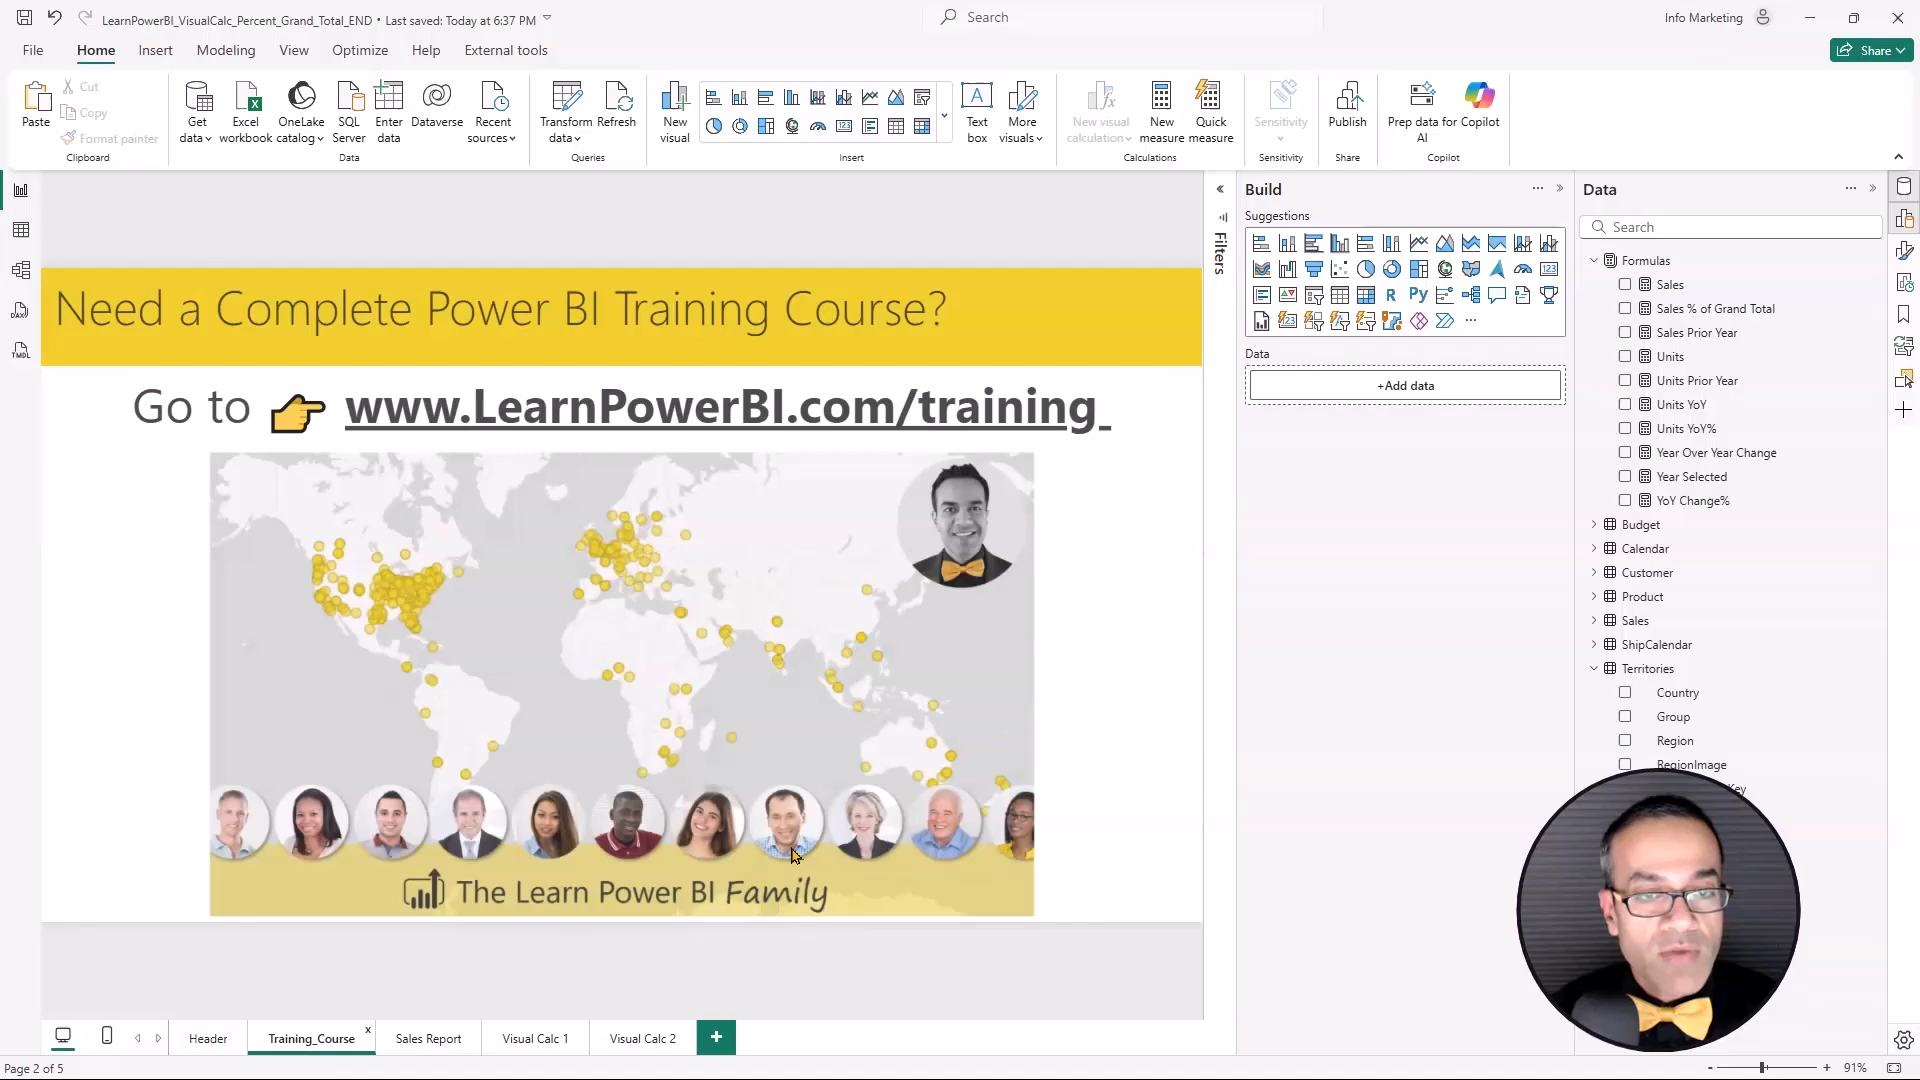 LearnPowerBI_VisualCalc_Percent_Grand_Total_END • Last saved: Today at 6:37 PM
Search
Info Marketing
File
Home
Insert
Modeling
View
Optimize
Help
External tools
Share
Paste
Cut
Copy
Format painter
Clipboard
Get data
Excel workbook
OneLake catalog
SQL Server
Enter data
Dataverse
Recent sources
Data
Transform data
Refresh
Queries
New visual
Text box
More visuals
Insert
New visual calculation
New measure
Quick measure
Calculations
Sensitivity
Sensitivity
Publish
Share
Prep data for AI
Copilot
Copilot
DAX
TMDL
Need a Complete Power BI Training Course?
Go to 👉 www.LearnPowerBI.com/training
The Learn Power BI Family
Filters
Build
Suggestions
123
R
Py
123
Data
+Add data
Data
Search
Formulas
Sales
Sales % of Grand Total
Sales Prior Year
Units
Units Prior Year
Units YoY
Units YoY%
Year Over Year Change
Year Selected
YoY Change%
Budget
Calendar
Customer
Product
Sales
ShipCalendar
Territories
Country
Group
Region
RegionImage
Key
Header
Training_Course
Sales Report
Visual Calc 1
Visual Calc 2
Page 2 of 5
91%